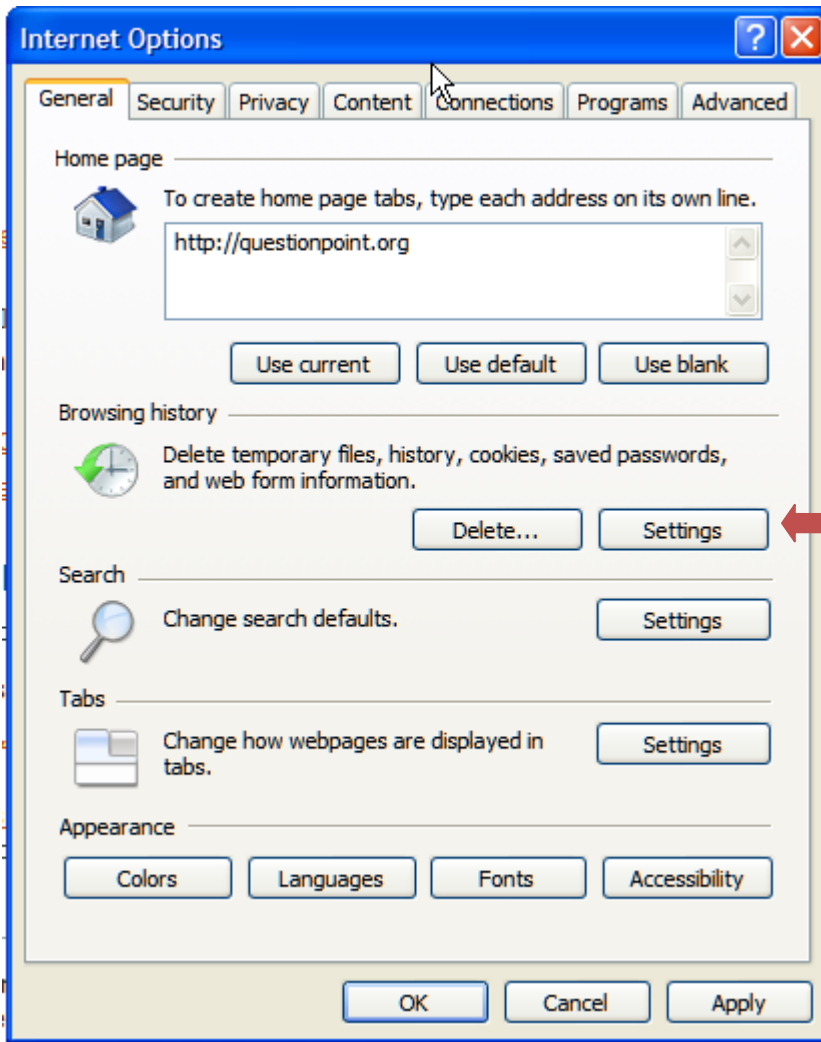 Internet Options
?
General Security Privacy Content Connections Programs Advanced
Home page
To create home page tabs, type each address on its own line.
http://questionpoint.org
Use current Use default Use blank
Browsing history
Delete temporary files, history, cookies, saved passwords,
and web form information.
Delete... Settings
Search
Change search defaults. Settings
Tabs
Change how webpages are displayed in
tabs.
Settings
Appearance
Colors Languages Fonts Accessibility
OK Cancel Apply